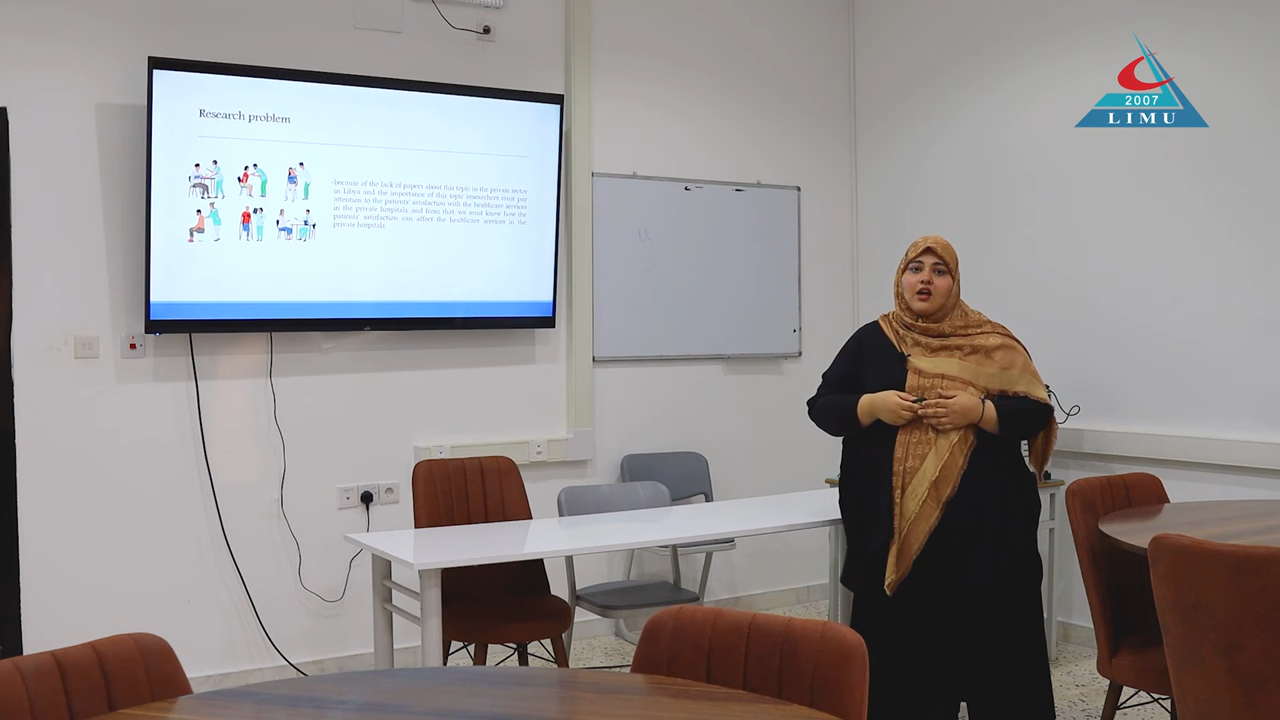 Research problem
-because of the lack of papers about this topic in the private sector
in Libya and the importance of this topic researchers must pay
attention to the patients' satisfaction with the healthcare services
in the private hospitals, and from that we must know how the
patients' satisfaction can affect the healthcare services in the
private hospitals.
2007
LIMU